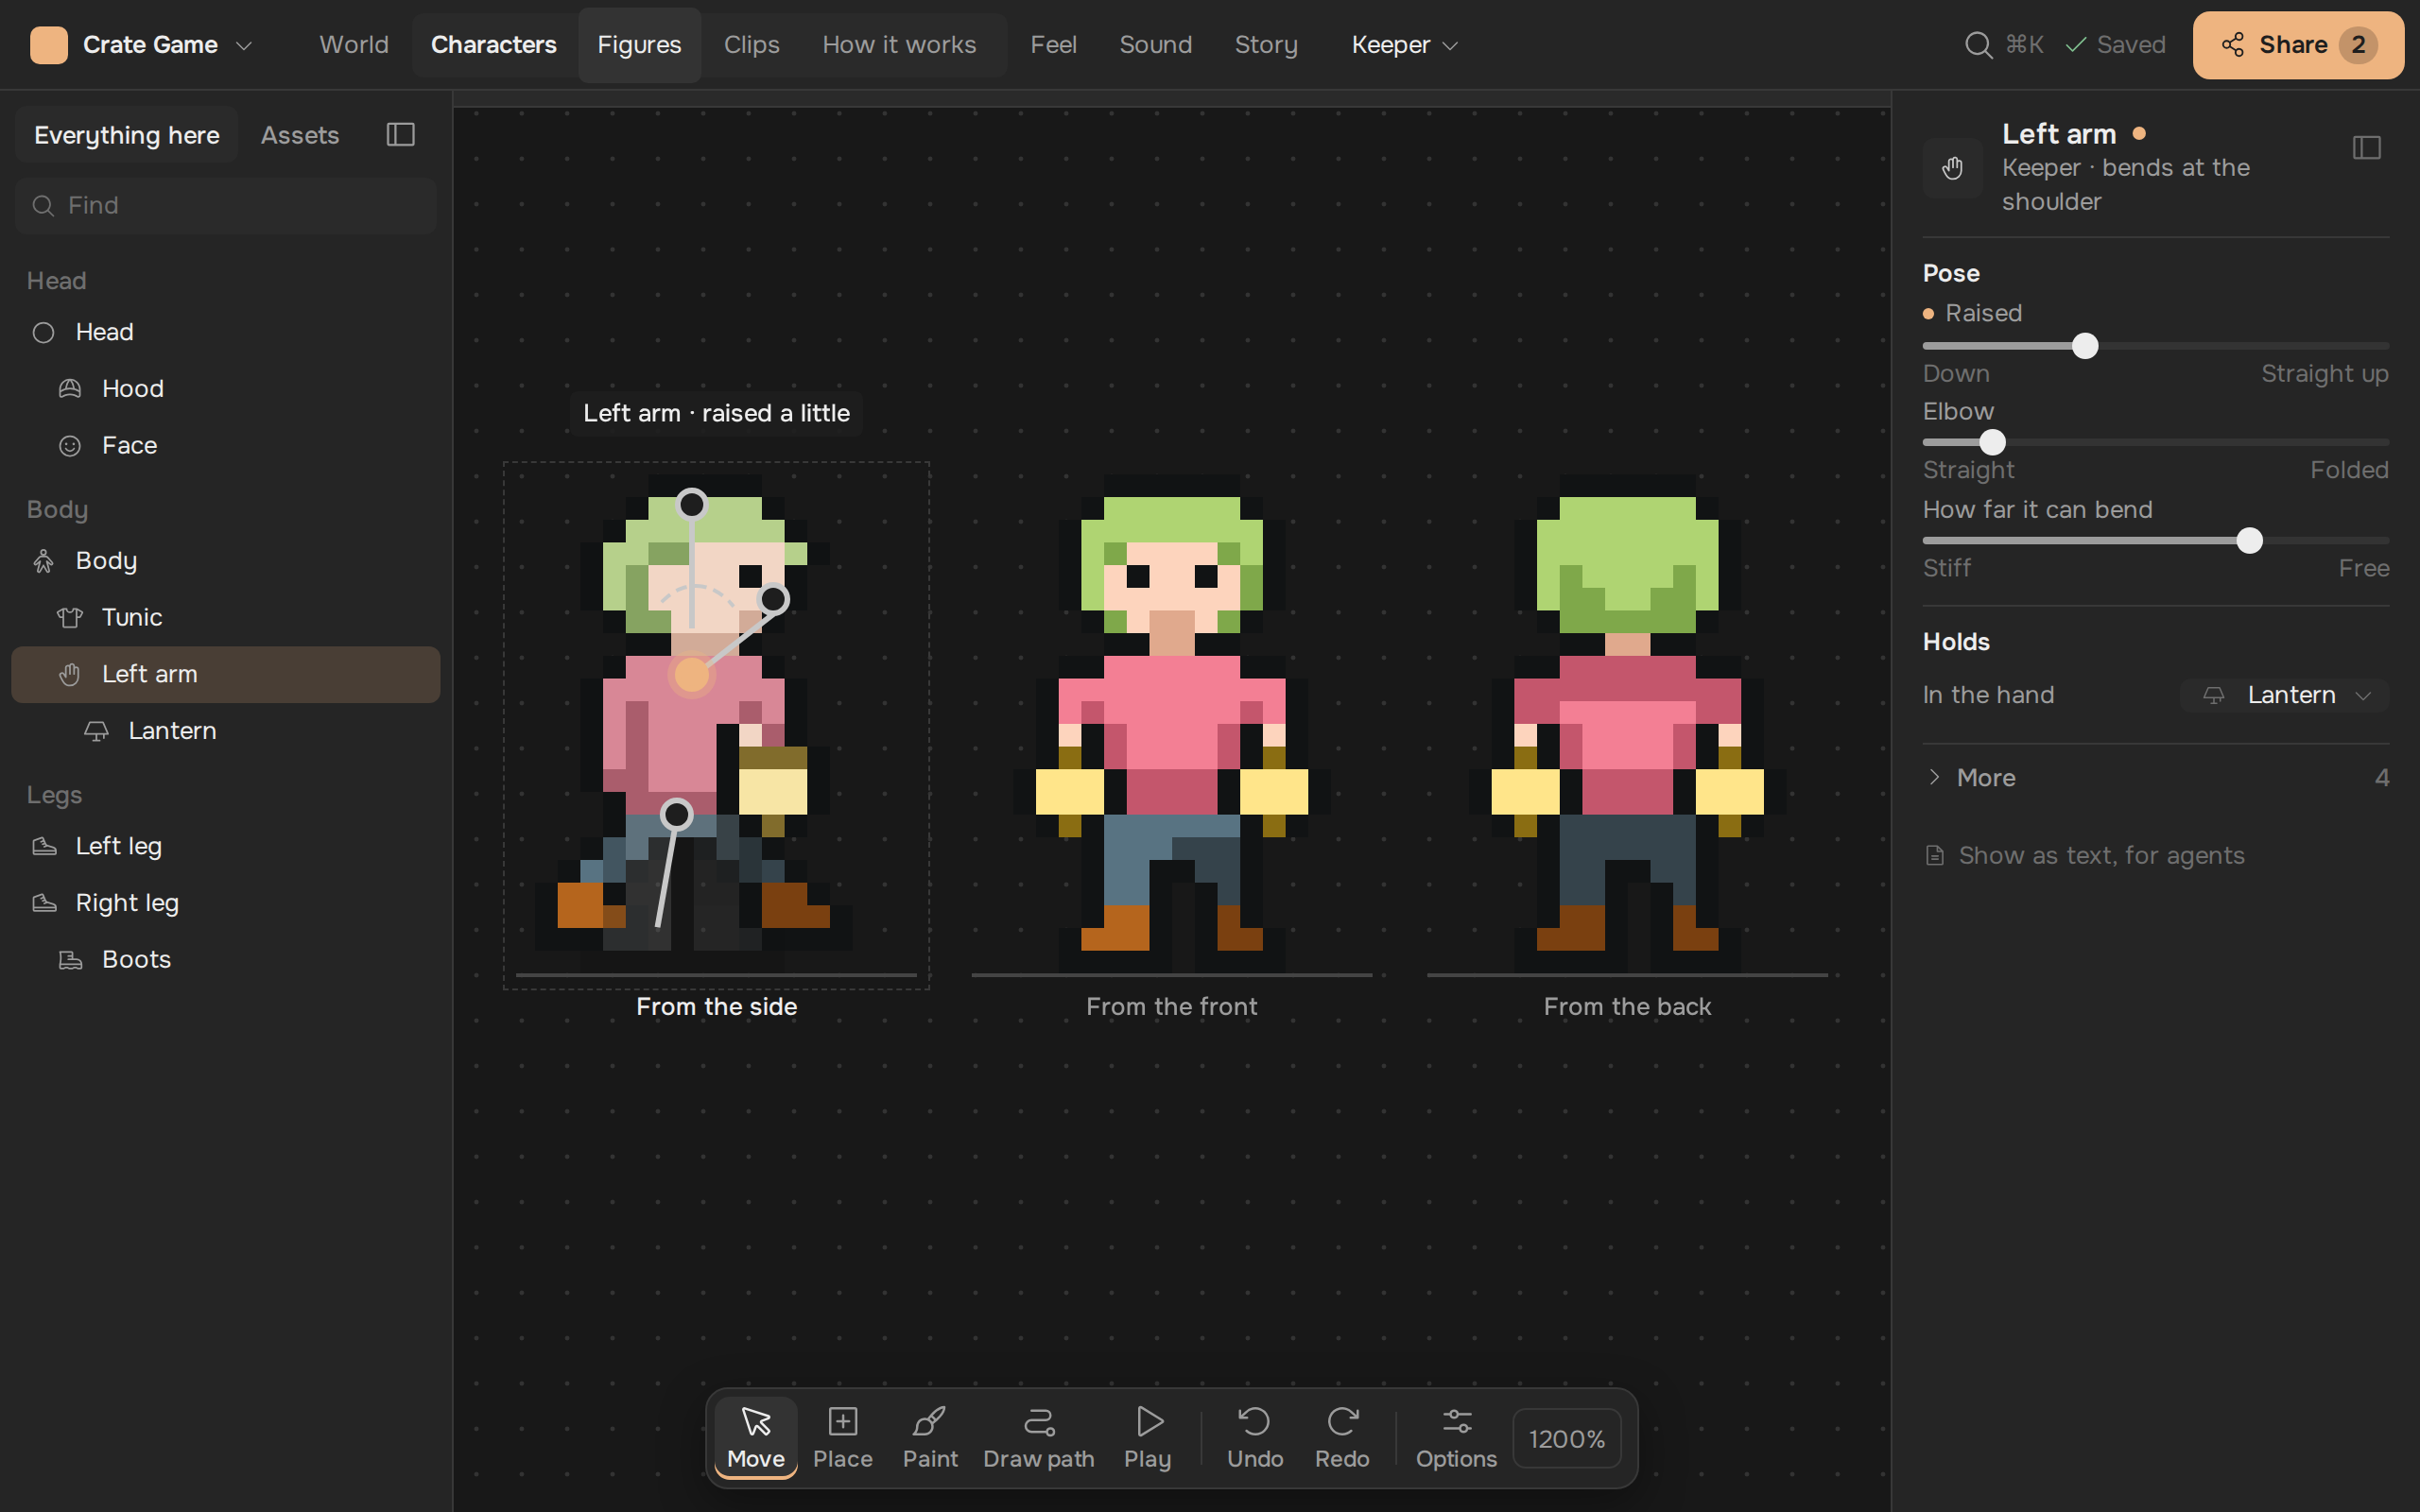 Crate Game
World
Characters
Figures
Clips
How it works
Feel
Sound
Story
Keeper
⌘K
Saved
Share 2
Everything here
Assets
Find
Head
Head
Hood
Face
Body
Body
Tunic
Left arm
Lantern
Legs
Left leg
Right leg
Boots
Left arm · raised a little
From the side
From the front
From the back
Move
Place
Paint
Draw path
Play
Undo
Redo
Options
1200%
Left arm
Keeper · bends at the
shoulder
Pose
Raised
Down
Straight up
Elbow
Straight
Folded
How far it can bend
Stiff
Free
Holds
In the hand
Lantern
More
4
Show as text, for agents